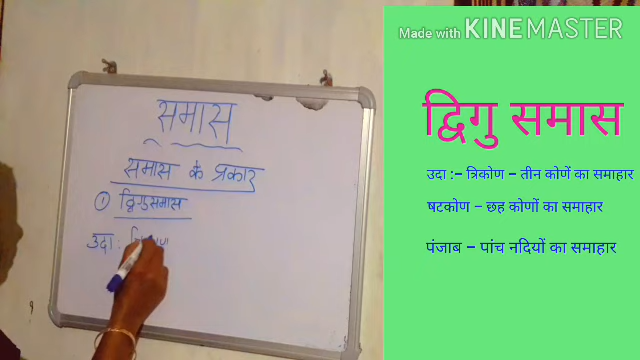 Made with KINEMASTER
समास
समास के प्रकार
① द्विगुसमास
उदा :
द्विगु समास
उदा :– त्रिकोण – तीन कोणें का समाहार
षटकोण – छह कोणों का समाहार
पंजाब – पांच नदियों का समाहार